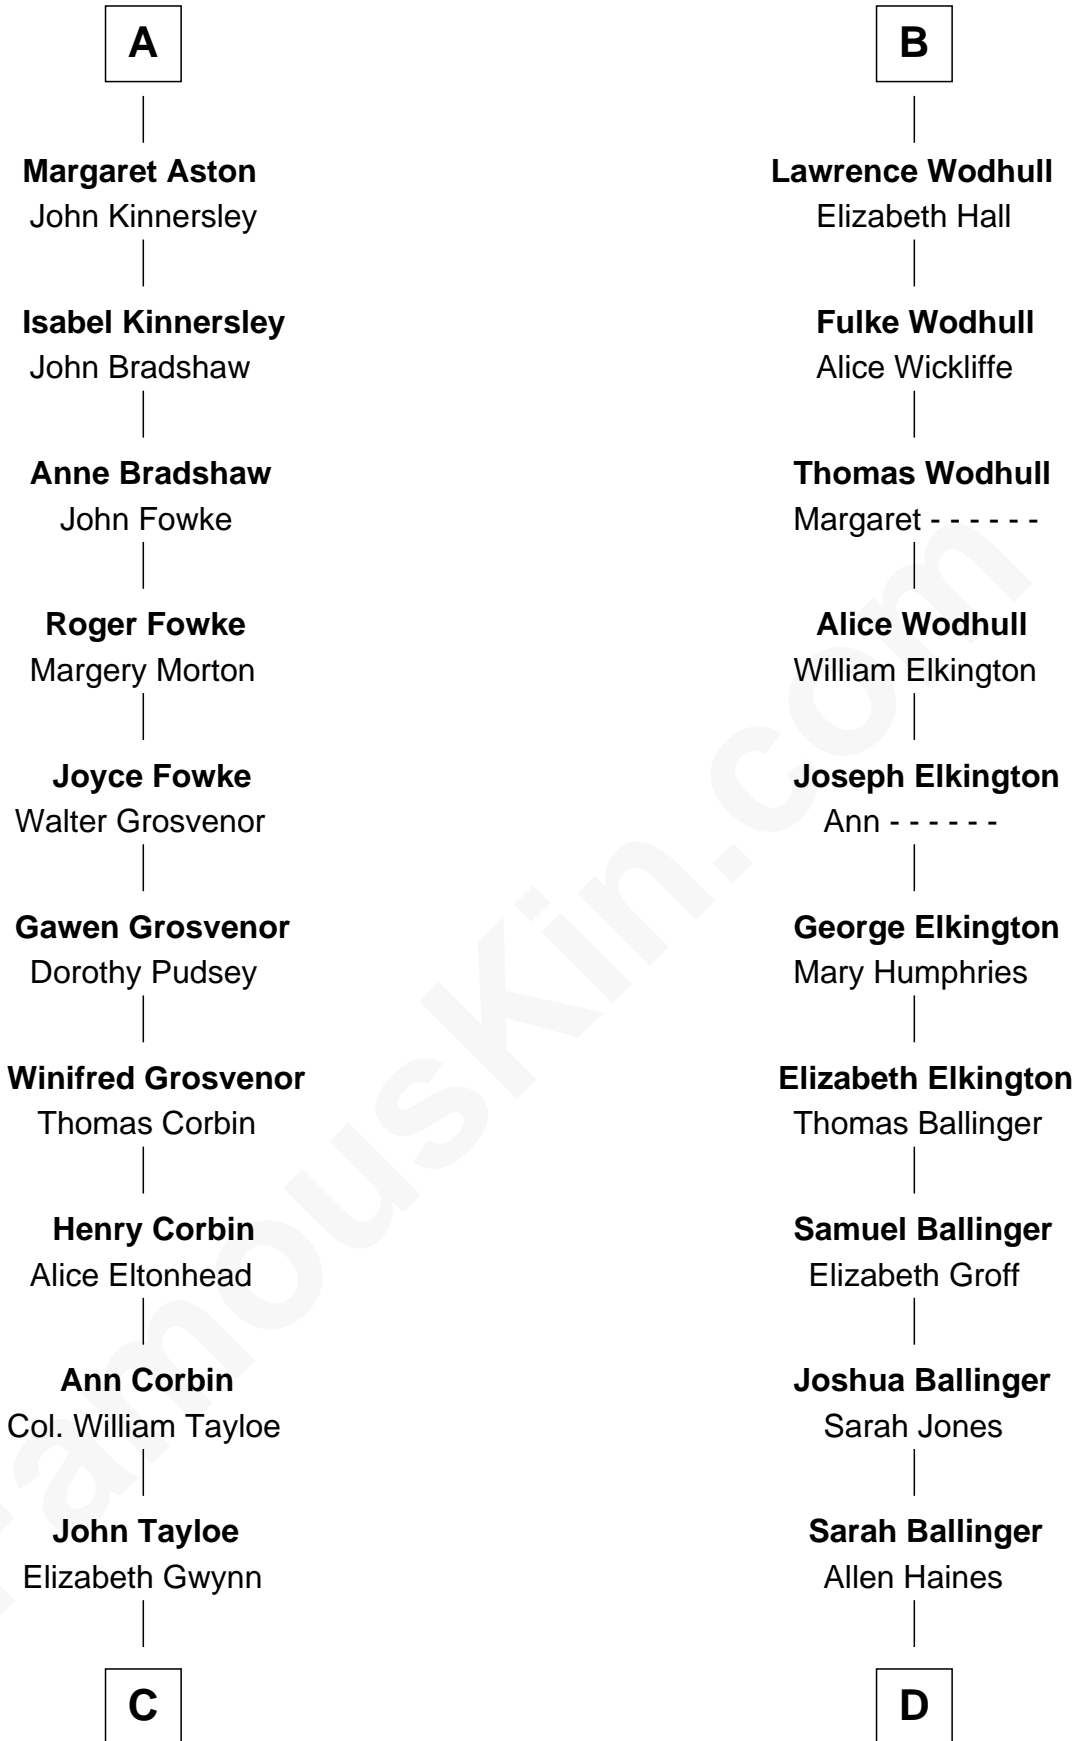 A
Margaret Aston
John Kinnersley
Isabel Kinnersley
John Bradshaw
Anne Bradshaw
John Fowke
Roger Fowke
Margery Morton
Joyce Fowke
Walter Grosvenor
Gawen Grosvenor
Dorothy Pudsey
Winifred Grosvenor
Thomas Corbin
Henry Corbin
Alice Eltonhead
Ann Corbin
Col. William Tayloe
John Tayloe
Elizabeth Gwynn
C
B
Lawrence Wodhull
Elizabeth Hall
Fulke Wodhull
Alice Wickliffe
Thomas Wodhull
Margaret - - - - - -
Alice Wodhull
William Elkington
Joseph Elkington
Ann - - - - - -
George Elkington
Mary Humphries
Elizabeth Elkington
Thomas Ballinger
Samuel Ballinger
Elizabeth Groff
Joshua Ballinger
Sarah Jones
Sarah Ballinger
Allen Haines
D
FamousKin.com